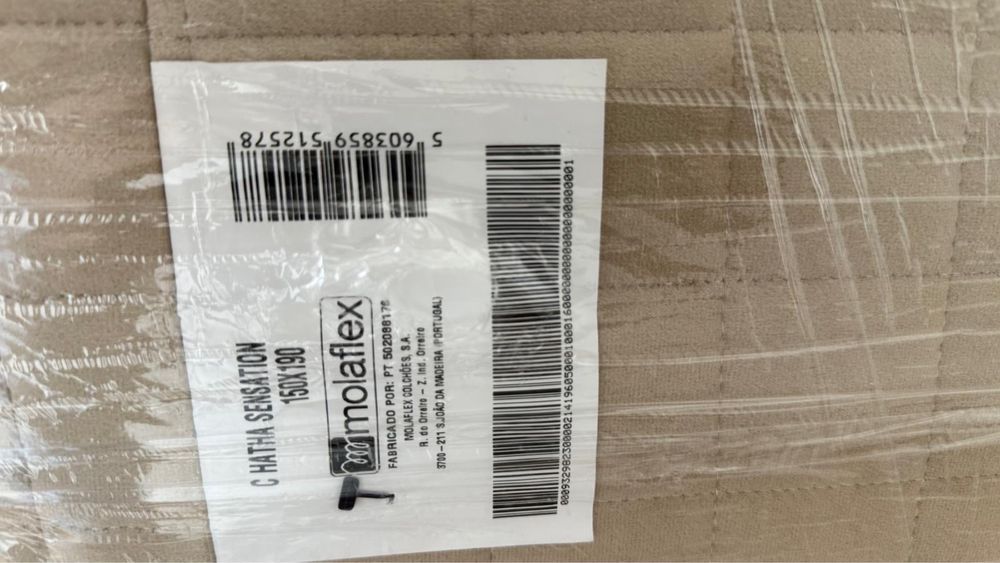 C HATHA SENSATION
150X190
molaflex
FABRICADO POR: PT 502088176
MOLAFLEX COLCHÕES, S.A.
R. do Orreiro - Z. Ind. Orreiro
3700-211 S.JOÃO DA MADEIRA (PORTUGAL)
5 603859 512578